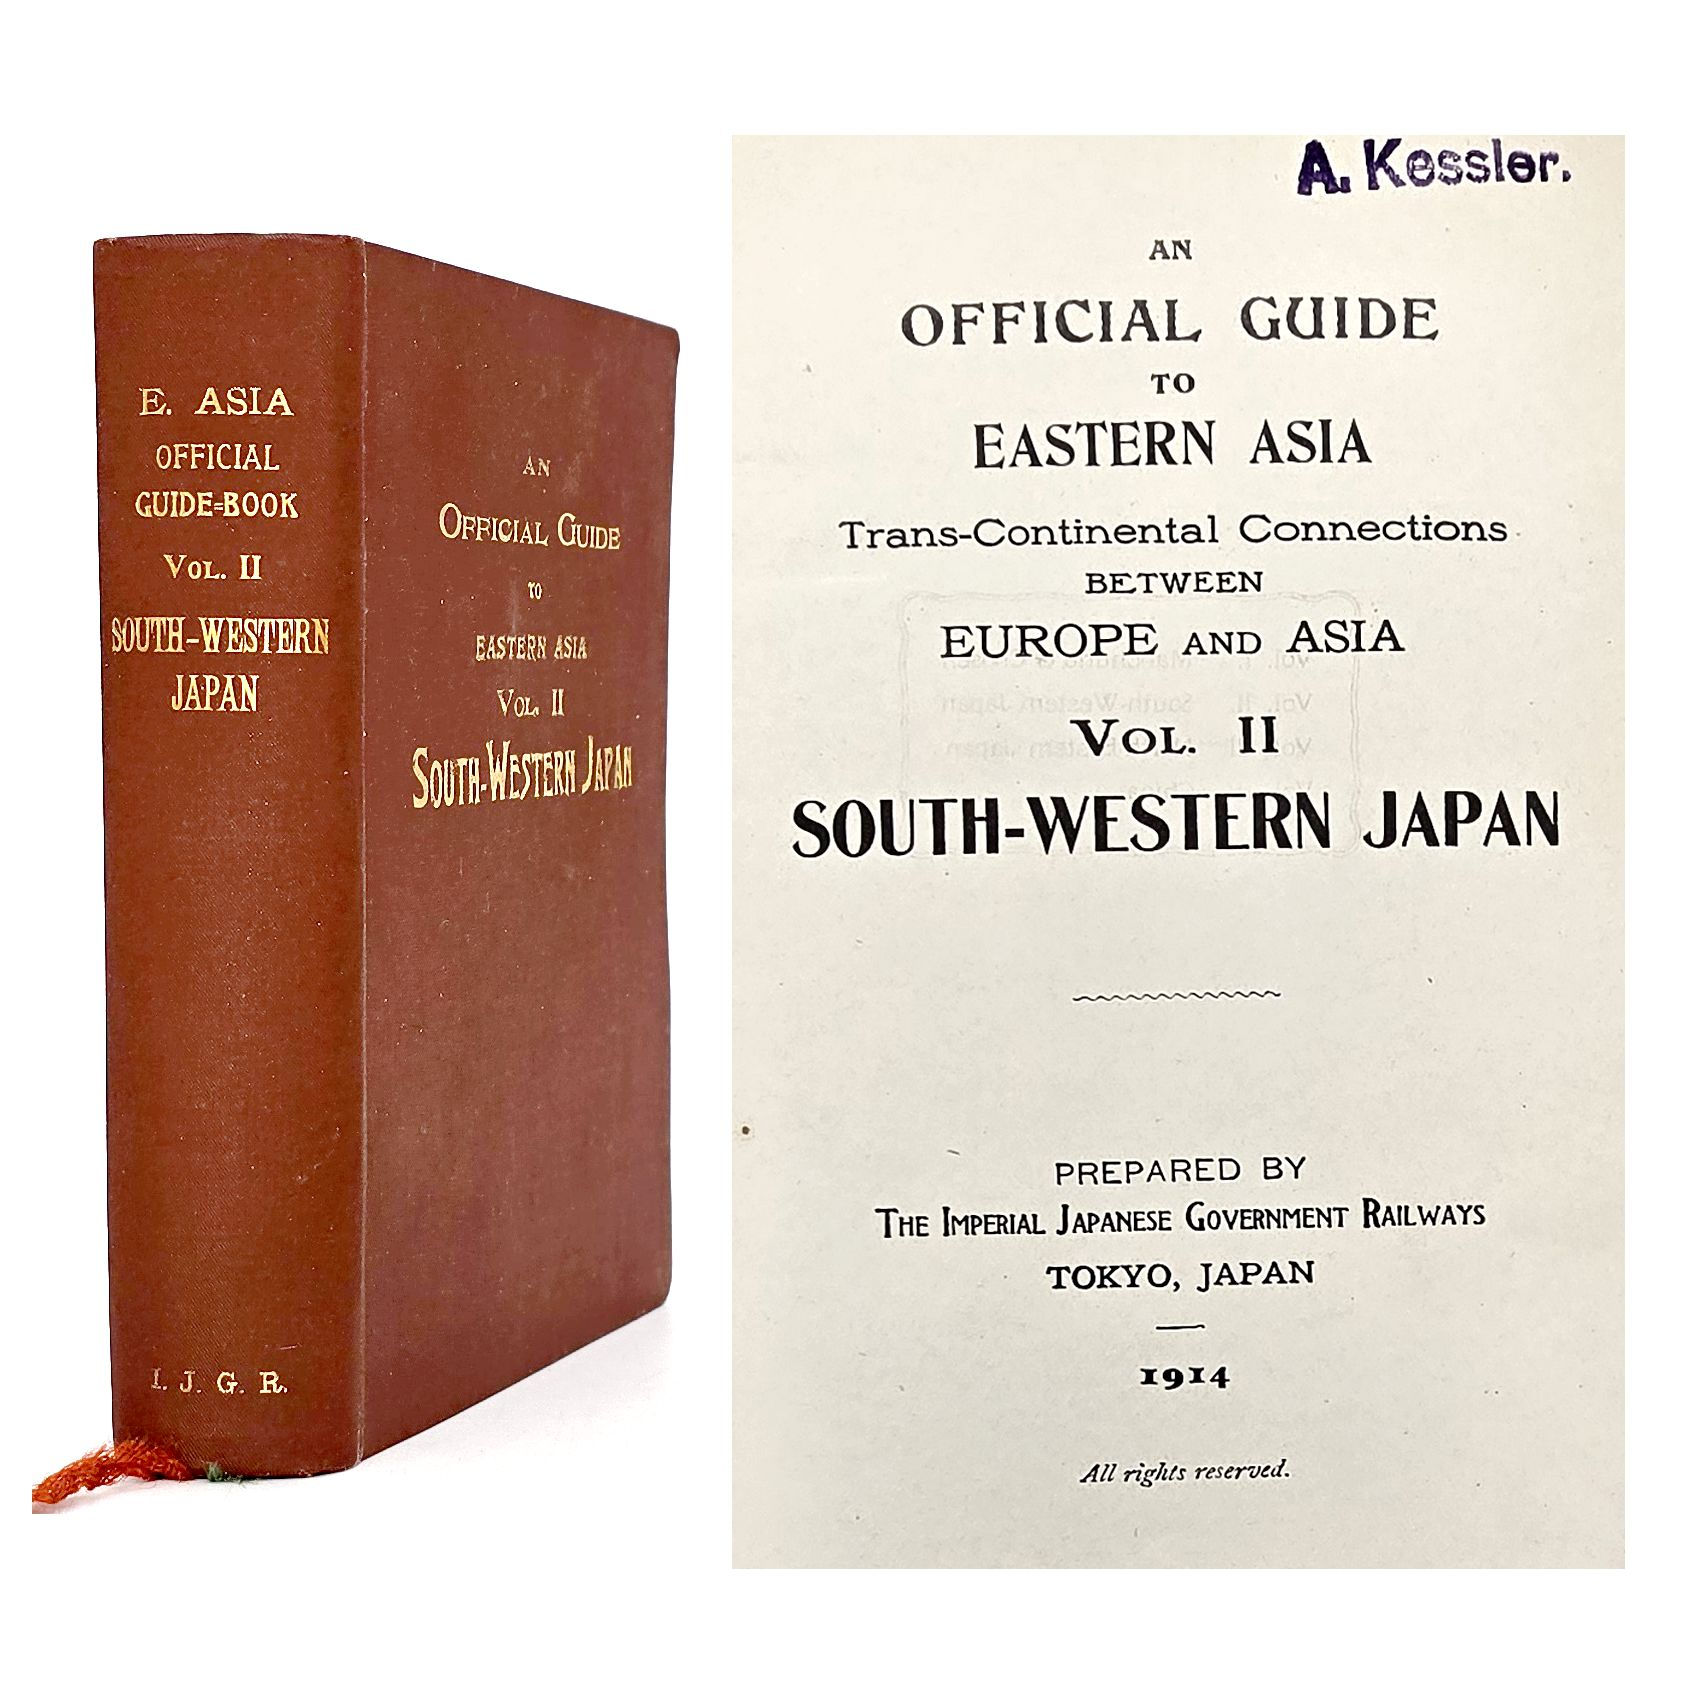 E. ASIA
OFFICIAL
GUIDE=BOOK
VOL. II
SOUTH-WESTERN
JAPAN
I. J. G. R.
AN
OFFICIAL GUIDE
TO
EASTERN ASIA
VOL. II
SOUTH-WESTERN JAPAN
A. Kessler.
AN
OFFICIAL GUIDE
TO
EASTERN ASIA
Trans-Continental Connections
BETWEEN
EUROPE AND ASIA
VOL. II
SOUTH-WESTERN JAPAN
PREPARED BY
THE IMPERIAL JAPANESE GOVERNMENT RAILWAYS
TOKYO, JAPAN
1914
All rights reserved.